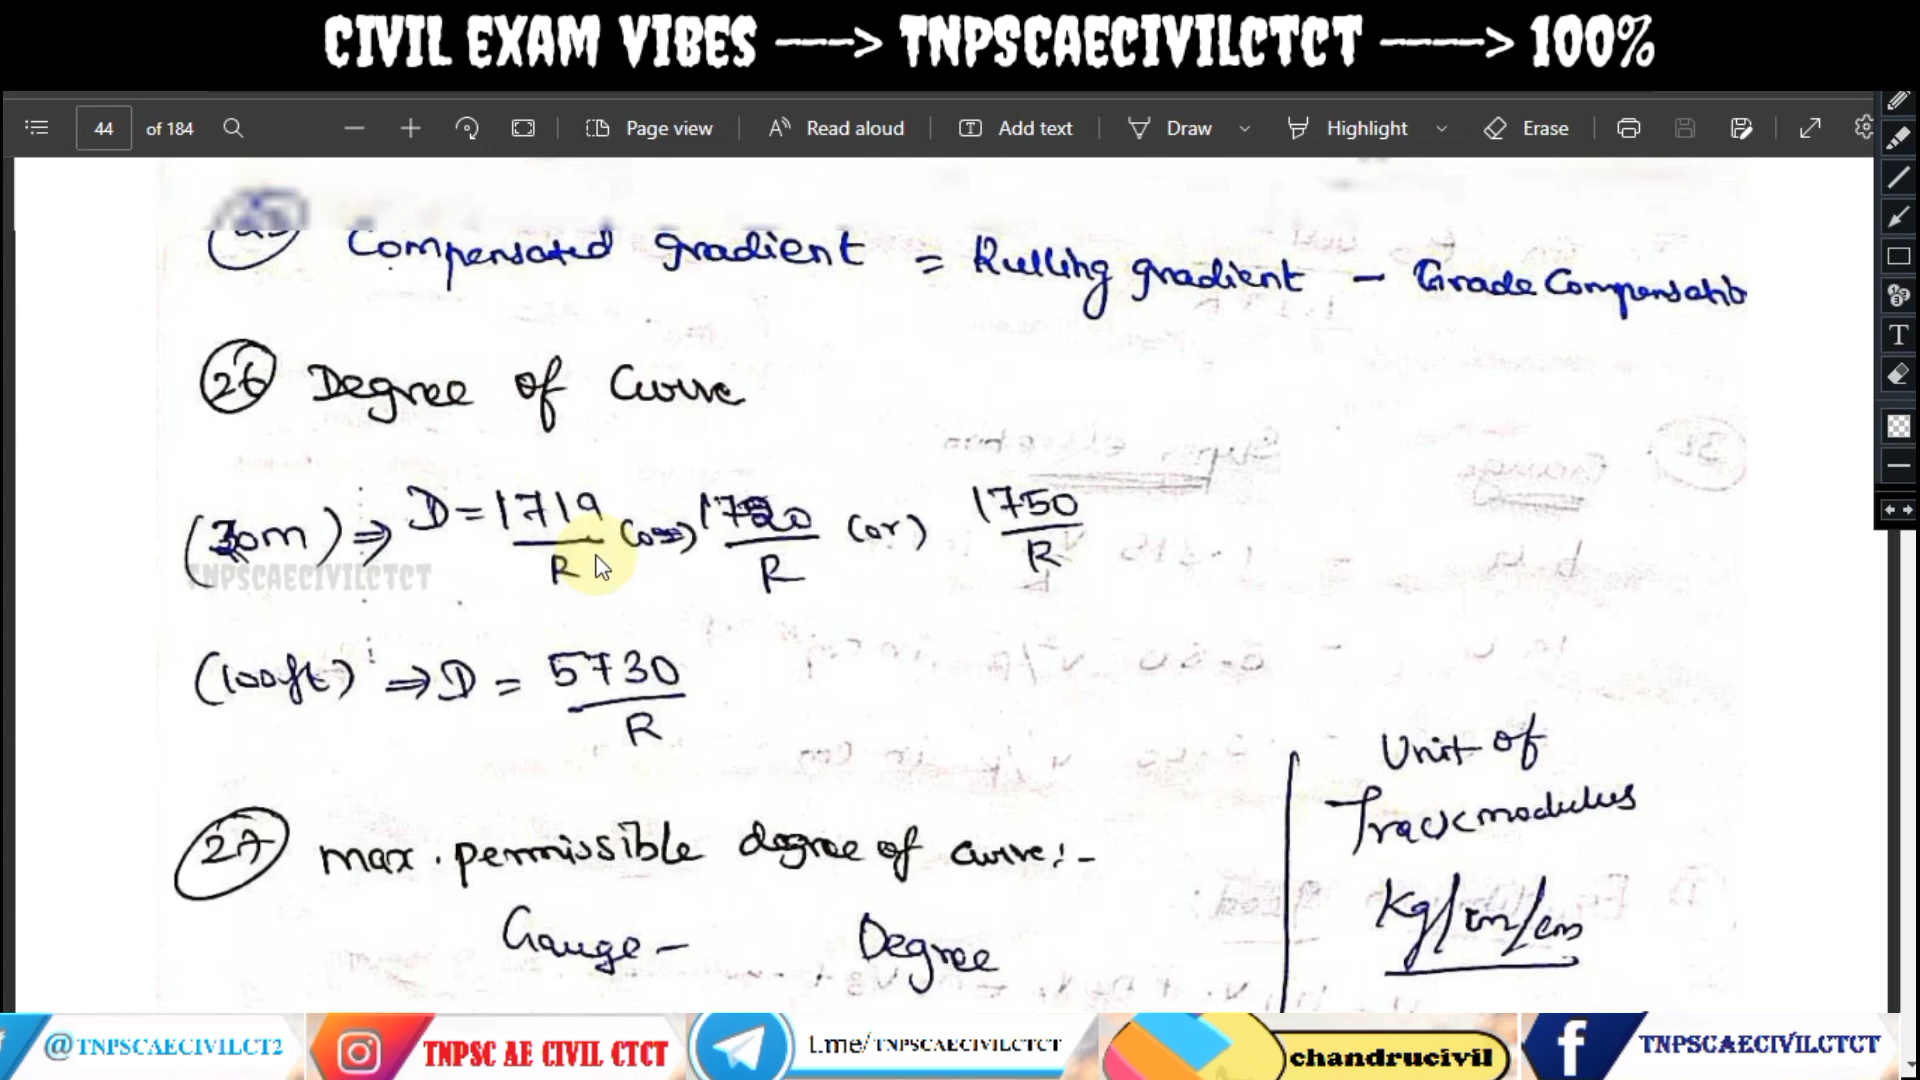 CIVIL EXAM VIBES ---> TNPSCAECIVILCTCT ----> 100%
44 of 184 Page view Read aloud Add text Draw Highlight Erase
Compensated gradient = Rulling gradient - Grade Compensatio
26 Degree of Curve
(30m) ⇒ D = 1719/R (or) 1720/R (or) 1750/R
TNPSCAECIVILCTCT
(100ft) ⇒ D = 5730/R
Unit of
Trackmodulus
Kg/cm/cm
27 max. permissible degree of curve:-
Gauge - Degree
@TNPSCAECIVILCT2 TNPSC AE CIVIL CTCT t.me/TNPSCAECIVILCTCT chandrucivil TNPSCAECIVILCTCT